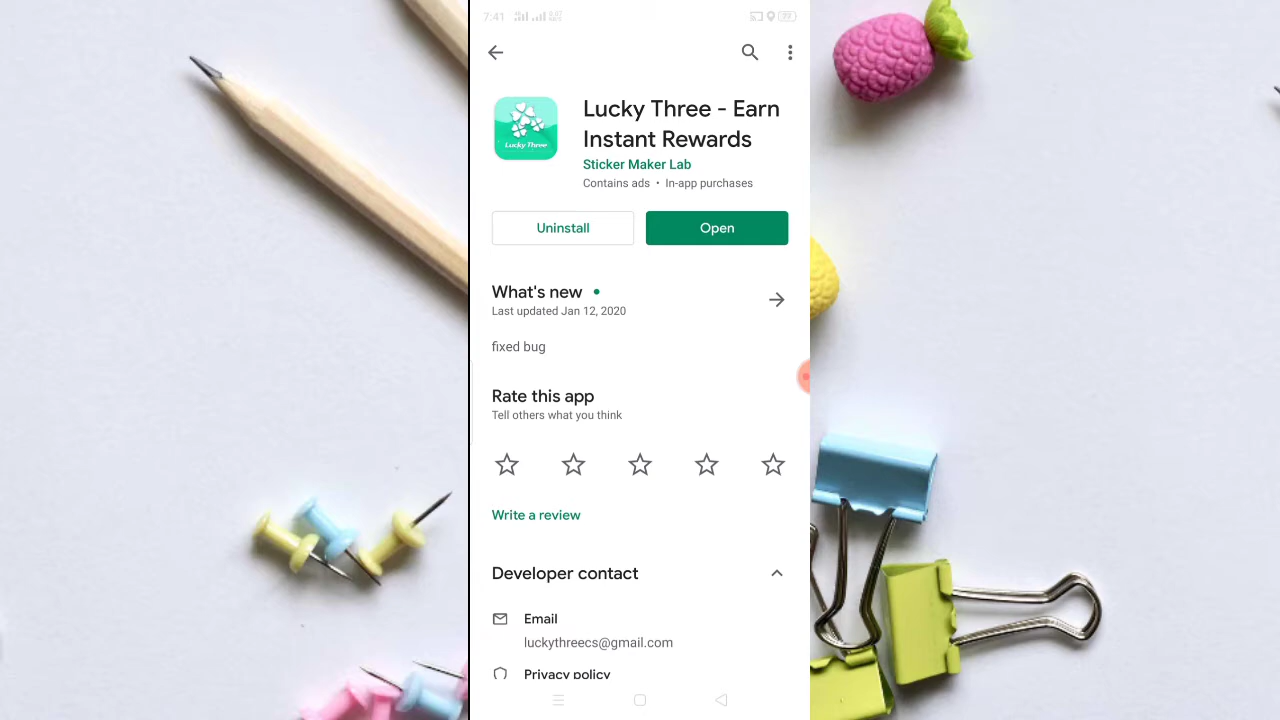 7:41
Lucky Three - Earn
Instant Rewards
Sticker Maker Lab
Contains ads • In-app purchases
Lucky Three
Uninstall
Open
What's new •
Last updated Jan 12, 2020
fixed bug
Rate this app
Tell others what you think
Write a review
Developer contact
Email
luckythreecs@gmail.com
Privacy policy